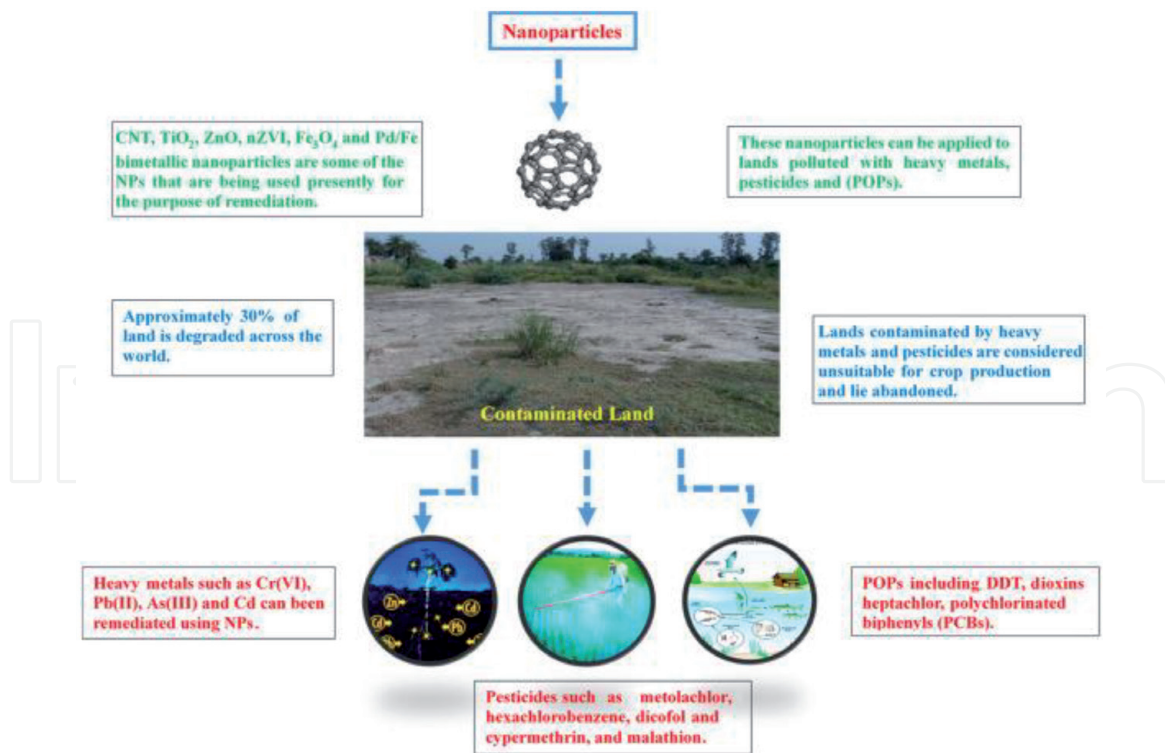 Nanoparticles
CNT, TiO₂, ZnO, nZVI, Fe₃O₄ and Pd/Fe
bimetallic nanoparticles are some of the
NPs that are being used presently for
the purpose of remediation.
These nanoparticles can be applied to
lands polluted with heavy metals,
pesticides and (POPs).
Approximately 30% of
land is degraded across the
world.
Lands contaminated by heavy
metals and pesticides are considered
unsuitable for crop production
and lie abandoned.
Contaminated Land
Heavy metals such as Cr(VI),
Pb(II), As(III) and Cd can been
remediated using NPs.
Zn
Cd
Cd
Pb
POPs including DDT, dioxins
heptachlor, polychlorinated
biphenyls (PCBs).
Pesticides such as metolachlor,
hexachlorobenzene, dicofol and
cypermethrin, and malathion.